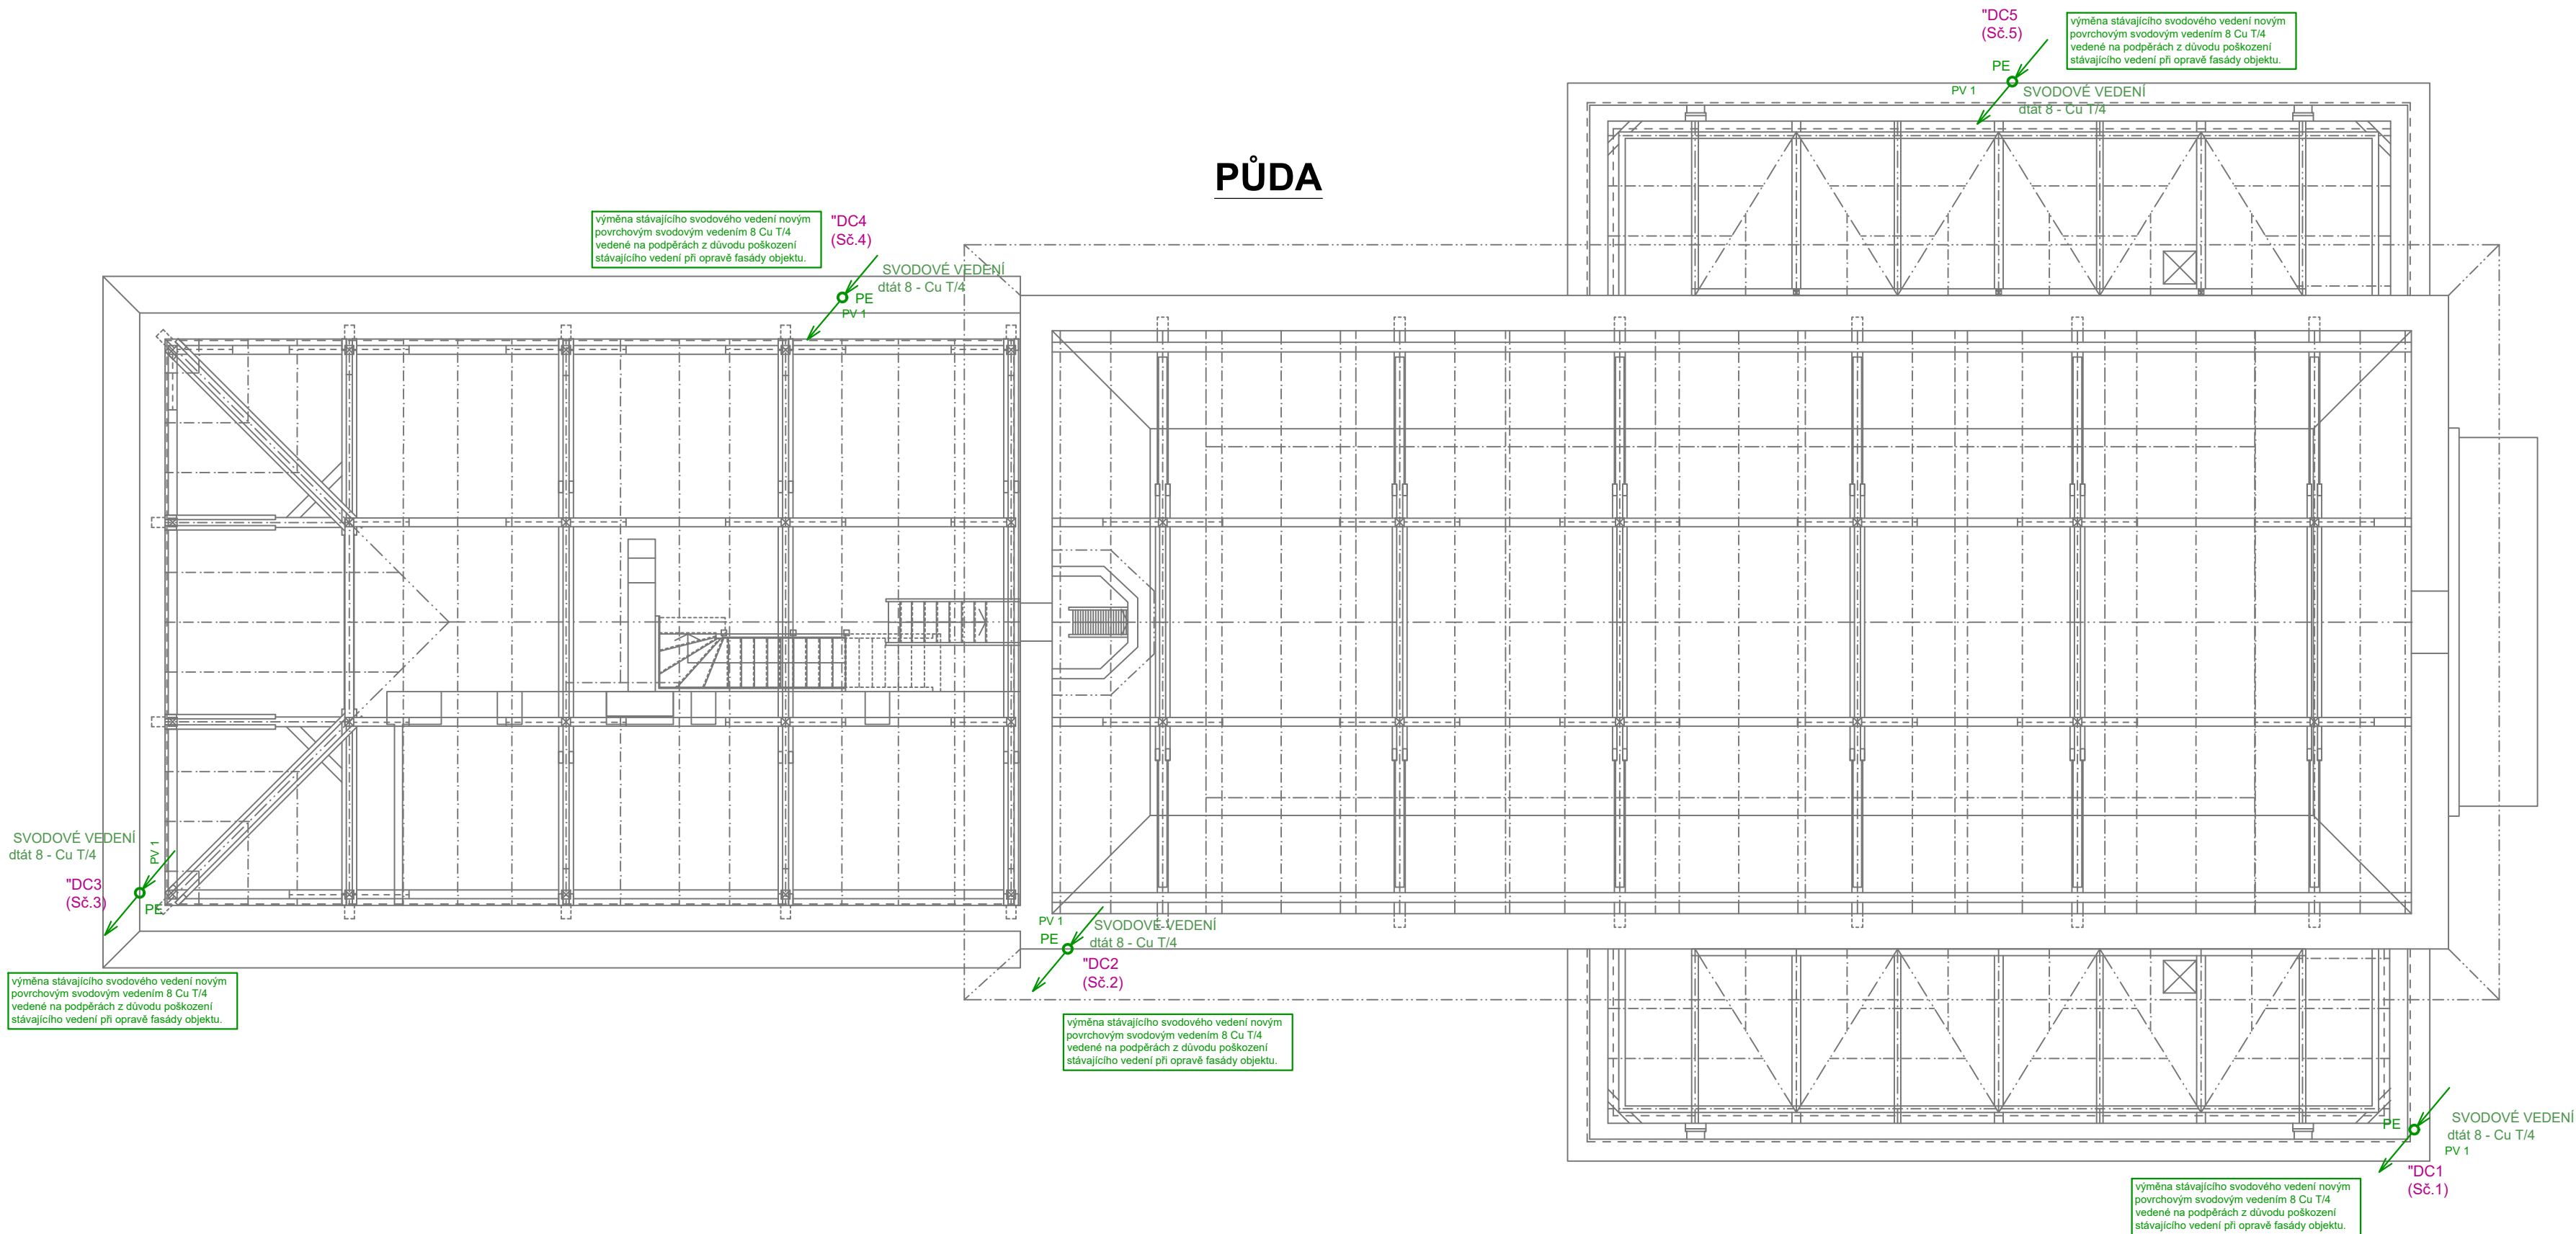 "DC5
(Sč.5)
výměna stávajícího svodového vedení novým
povrchovým svodovým vedením 8 Cu T/4
vedené na podpěrách z důvodu poškození
stávajícího vedení při opravě fasády objektu.
PE
PV 1
SVODOVÉ VEDENÍ
dtát 8 - Cu T/4
PŮDA
výměna stávajícího svodového vedení novým
povrchovým svodovým vedením 8 Cu T/4
vedené na podpěrách z důvodu poškození
stávajícího vedení při opravě fasády objektu.
"DC4
(Sč.4)
SVODOVÉ VEDENÍ
dtát 8 - Cu T/4
PE
PV 1
SVODOVÉ VEDENÍ
dtát 8 - Cu T/4
PV 1
"DC3
(Sč.3)
PE
výměna stávajícího svodového vedení novým
povrchovým svodovým vedením 8 Cu T/4
vedené na podpěrách z důvodu poškození
stávajícího vedení při opravě fasády objektu.
PV 1
SVODOVÉ VEDENÍ
PE
dtát 8 - Cu T/4
"DC2
(Sč.2)
výměna stávajícího svodového vedení novým
povrchovým svodovým vedením 8 Cu T/4
vedené na podpěrách z důvodu poškození
stávajícího vedení při opravě fasády objektu.
PE
SVODOVÉ VEDENÍ
dtát 8 - Cu T/4
PV 1
"DC1
(Sč.1)
výměna stávajícího svodového vedení novým
povrchovým svodovým vedením 8 Cu T/4
vedené na podpěrách z důvodu poškození
stávajícího vedení při opravě fasády objektu.